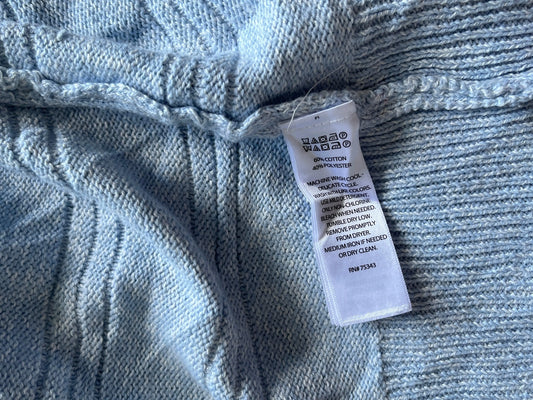 60% COTTON
40% POLYESTER
MACHINE WASH COOL-
DELICATE CYCLE.
WASH WITH LIKE COLORS.
USE MILD DETERGENT.
ONLY NON-CHLORINE
BLEACH WHEN NEEDED.
TUMBLE DRY LOW.
REMOVE PROMPTLY
FROM DRYER.
MEDIUM IRON IF NEEDED
OR DRY CLEAN.
RN# 75343